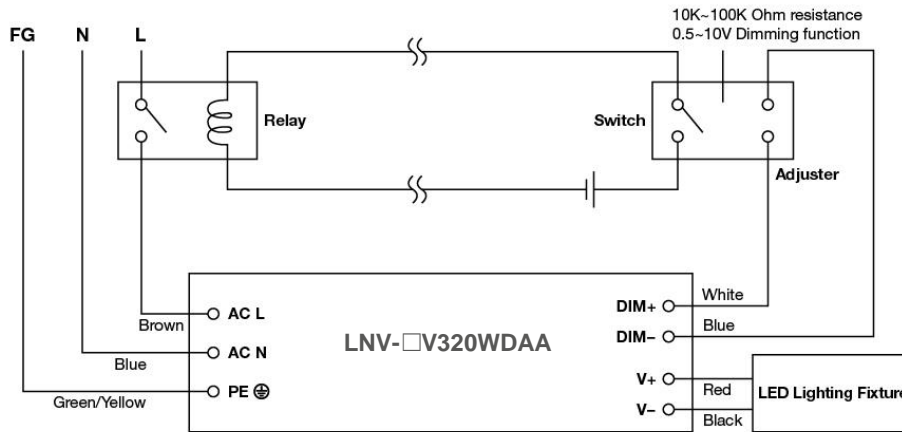 10K~100K Ohm resistance
0.5~10V Dimming function
FG N L
Relay
Switch
Adjuster
White
DIM+
AC L
Brown
Blue
DIM−
LNV-□V320WDAA
AC N
Blue
V+
Red
PE
LED Lighting Fixture
Green/Yellow
V−
Black